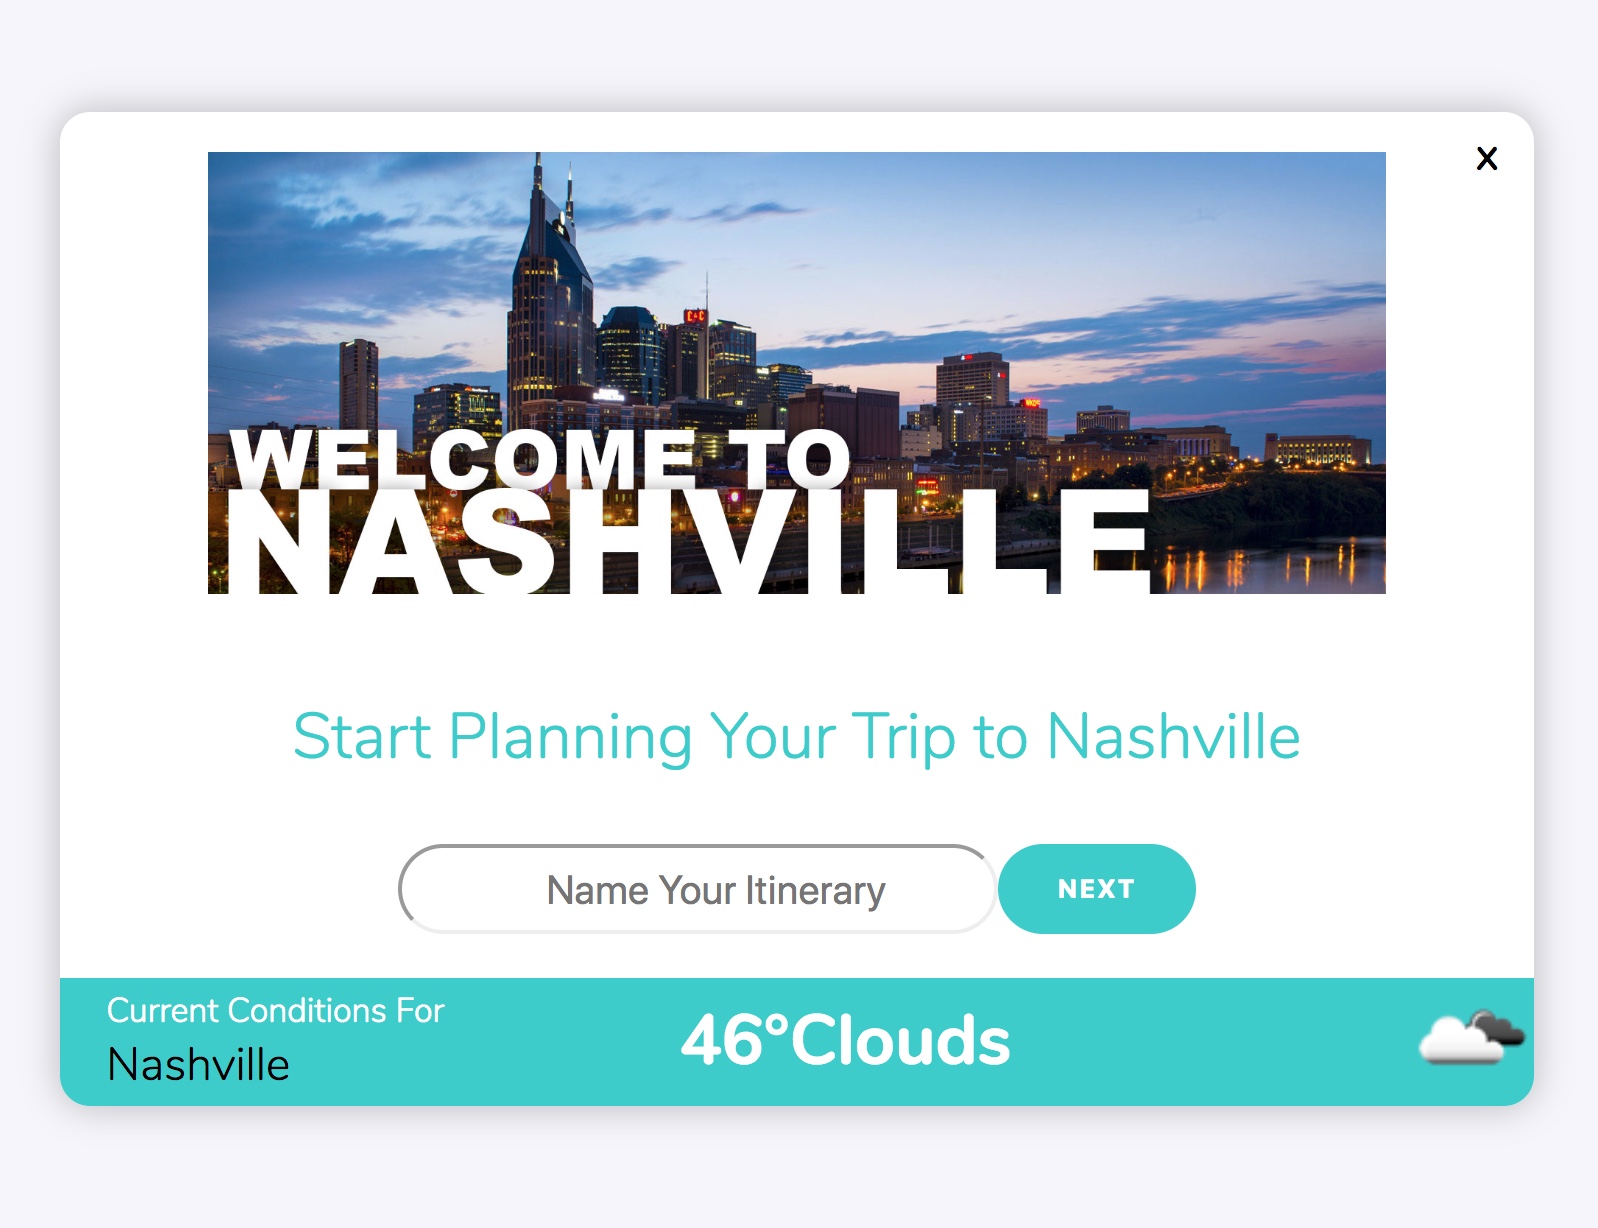 X
WELCOME TO
NASHVILLE
Start Planning Your Trip to Nashville
Name Your Itinerary
NEXT
Current Conditions For
Nashville
46°Clouds